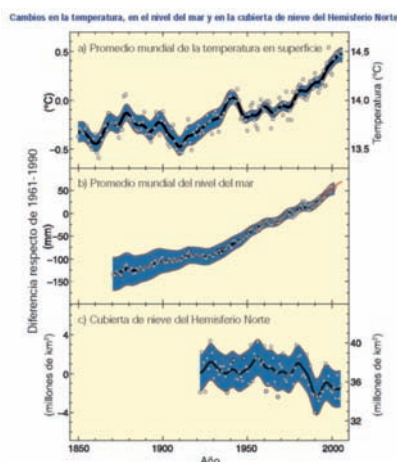 Cambios en la temperatura, en el nivel del mar y en la cubierta de nieve del Hemisferio Norte
a) Promedio mundial de la temperatura en superficie
0.5
0.0
−0.5
(ºC)
14.5
14.0
13.5
Temperatura (ºC)
b) Promedio mundial del nivel del mar
50
0
−50
−100
−150
(mm)
Diferencia respecto de 1961-1990
c) Cubierta de nieve del Hemisferio Norte
4
0
−4
(millones de km²)
40
36
32
(millones de km²)
1850
1900
1950
2000
Año